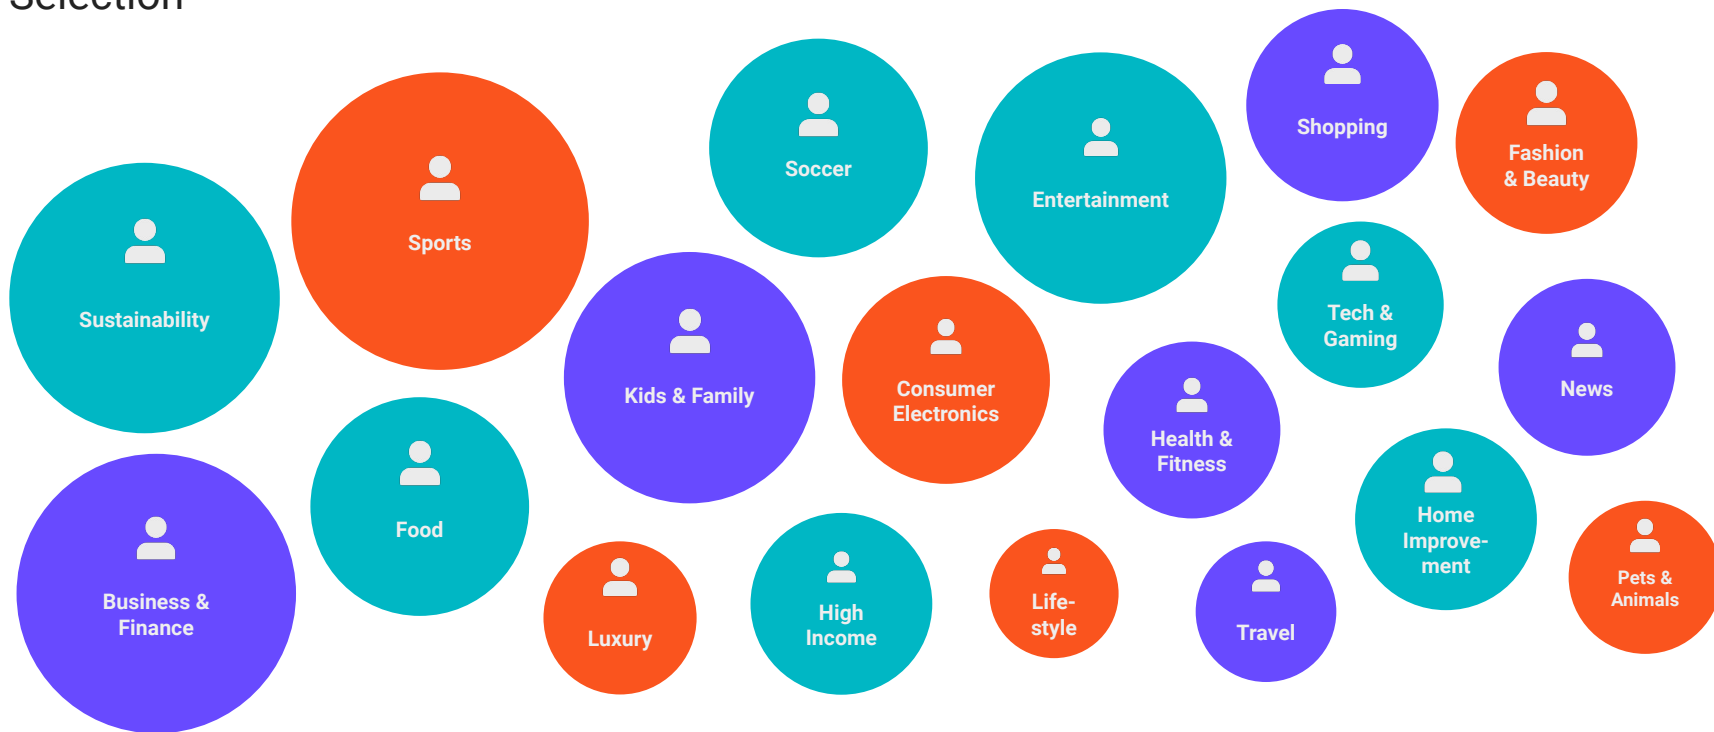 Selection
Shopping
Fashion
& Beauty
Soccer
Entertainment
Sports
Sustainability
Tech &
Gaming
News
Kids & Family
Consumer
Electronics
Health &
Fitness
Food
Home
Improve-
ment
Business &
Finance
Luxury
High
Income
Life-
style
Travel
Pets &
Animals